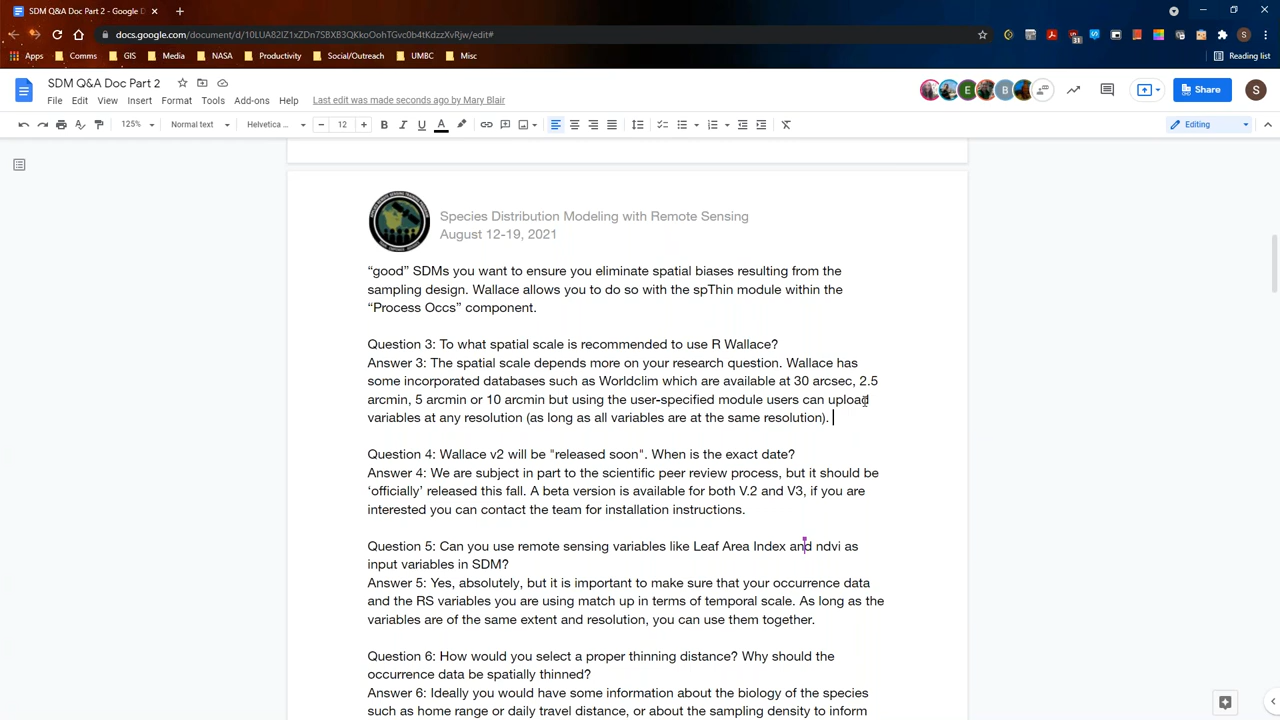 SDM Q&A Doc Part 2 - Google D
docs.google.com/document/d/10LUA82IZ1xZDn7SBXB3QKkoOohTGvc0b4tKdzzXvRjw/edit#
Apps Comms GIS Media NASA Productivity Social/Outreach UMBC Misc Reading list
SDM Q&A Doc Part 2
File Edit View Insert Format Tools Add-ons Help Last edit was made seconds ago by Mary Blair
E B Share S
125% Normal text Helvetica ... 12 B I U A Editing
Species Distribution Modeling with Remote Sensing
August 12-19, 2021
“good” SDMs you want to ensure you eliminate spatial biases resulting from the
sampling design. Wallace allows you to do so with the spThin module within the
“Process Occs” component.
Question 3: To what spatial scale is recommended to use R Wallace?
Answer 3: The spatial scale depends more on your research question. Wallace has
some incorporated databases such as Worldclim which are available at 30 arcsec, 2.5
arcmin, 5 arcmin or 10 arcmin but using the user-specified module users can upload
variables at any resolution (as long as all variables are at the same resolution).
Question 4: Wallace v2 will be "released soon". When is the exact date?
Answer 4: We are subject in part to the scientific peer review process, but it should be
‘officially’ released this fall. A beta version is available for both V.2 and V3, if you are
interested you can contact the team for installation instructions.
Question 5: Can you use remote sensing variables like Leaf Area Index and ndvi as
input variables in SDM?
Answer 5: Yes, absolutely, but it is important to make sure that your occurrence data
and the RS variables you are using match up in terms of temporal scale. As long as the
variables are of the same extent and resolution, you can use them together.
Question 6: How would you select a proper thinning distance? Why should the
occurrence data be spatially thinned?
Answer 6: Ideally you would have some information about the biology of the species
such as home range or daily travel distance, or about the sampling density to inform